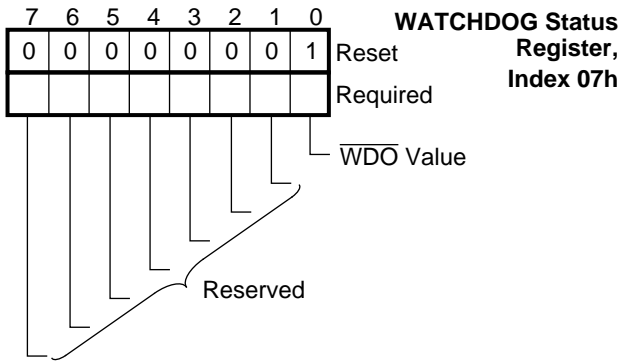 7 6 5 4 3 2 1 0
WATCHDOG Status
Register,
Index 07h
0 0 0 0 0 0 0 1 Reset
Required
W̅D̅O̅ Value
Reserved